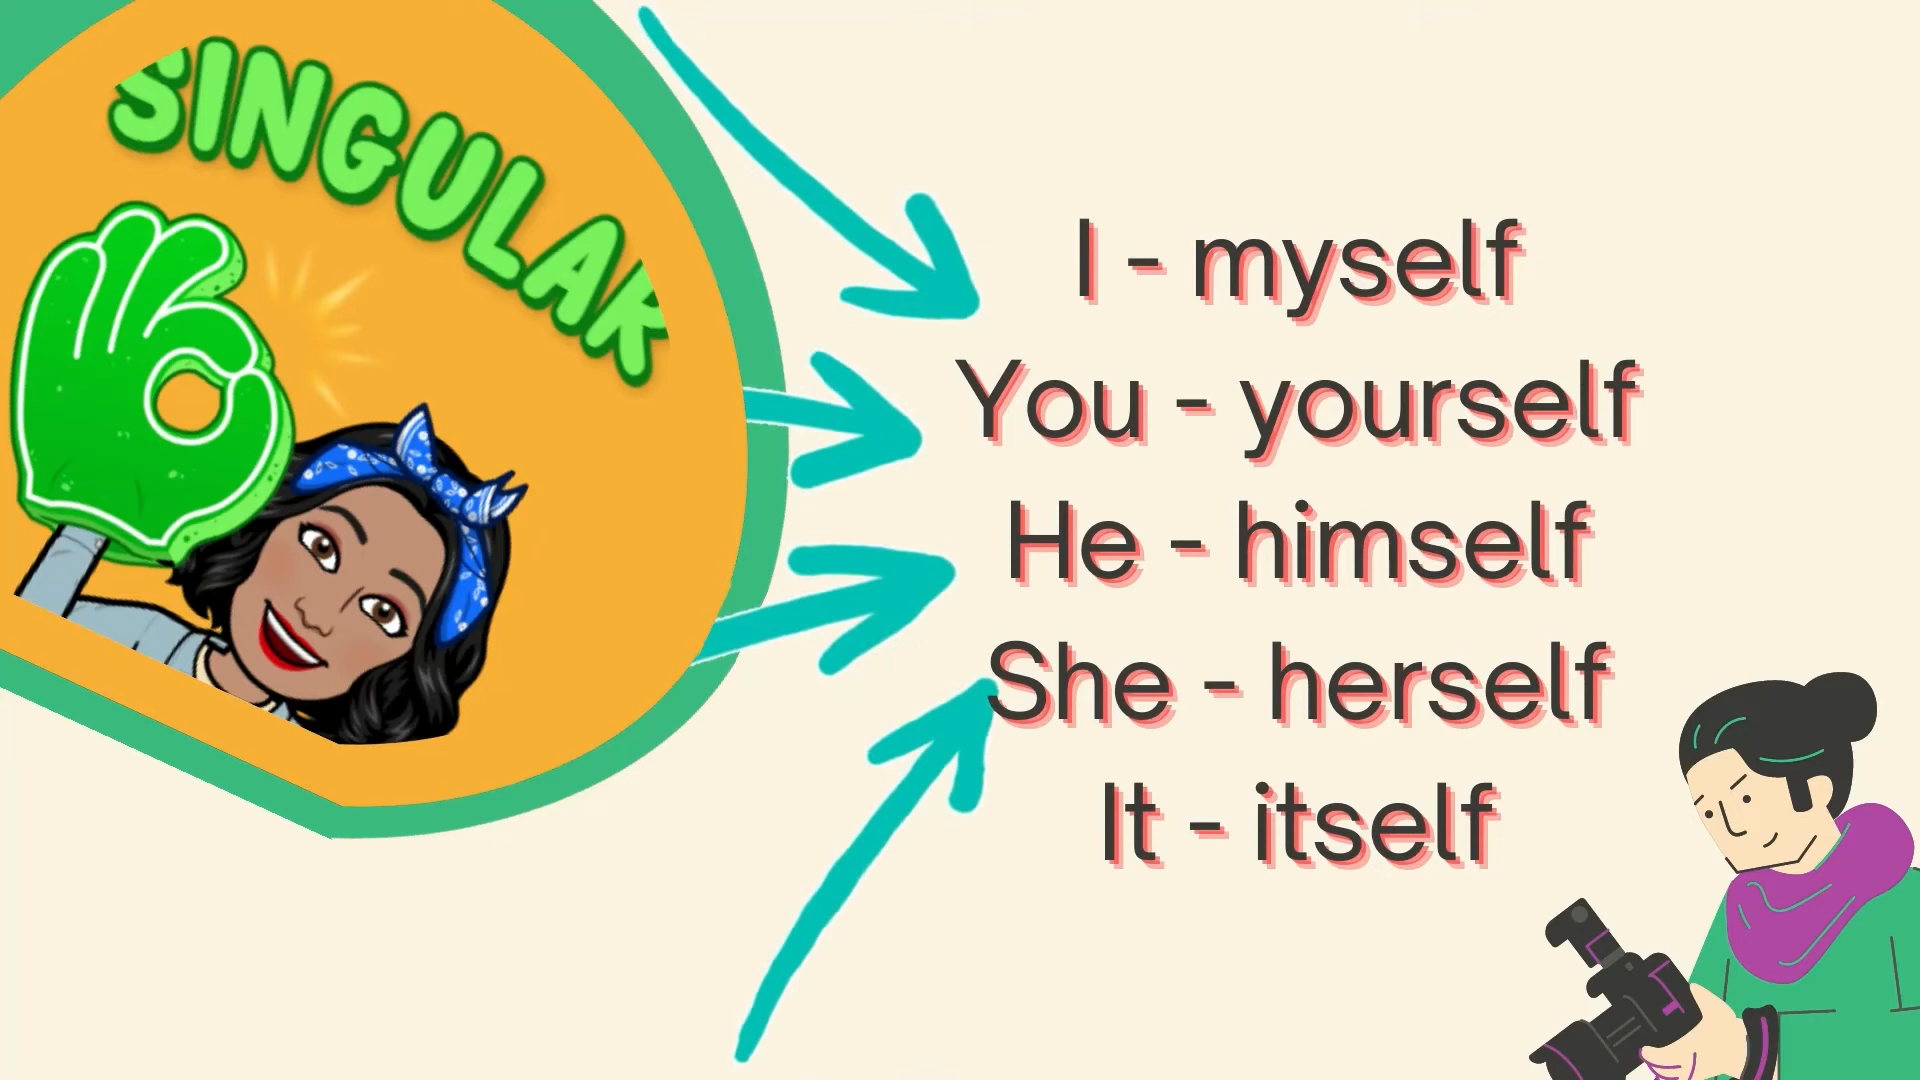 SINGULAR
I - myself
You - yourself
He - himself
She - herself
It - itself